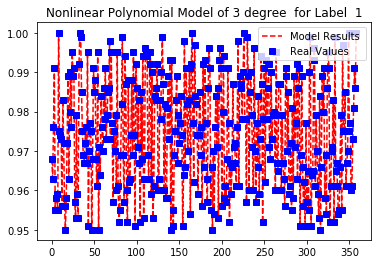 Nonlinear Polynomial Model of 3 degree  for Label  1
Model Results
Real Values
1.00
0.99
0.98
0.97
0.96
0.95
0 50 100 150 200 250 300 350